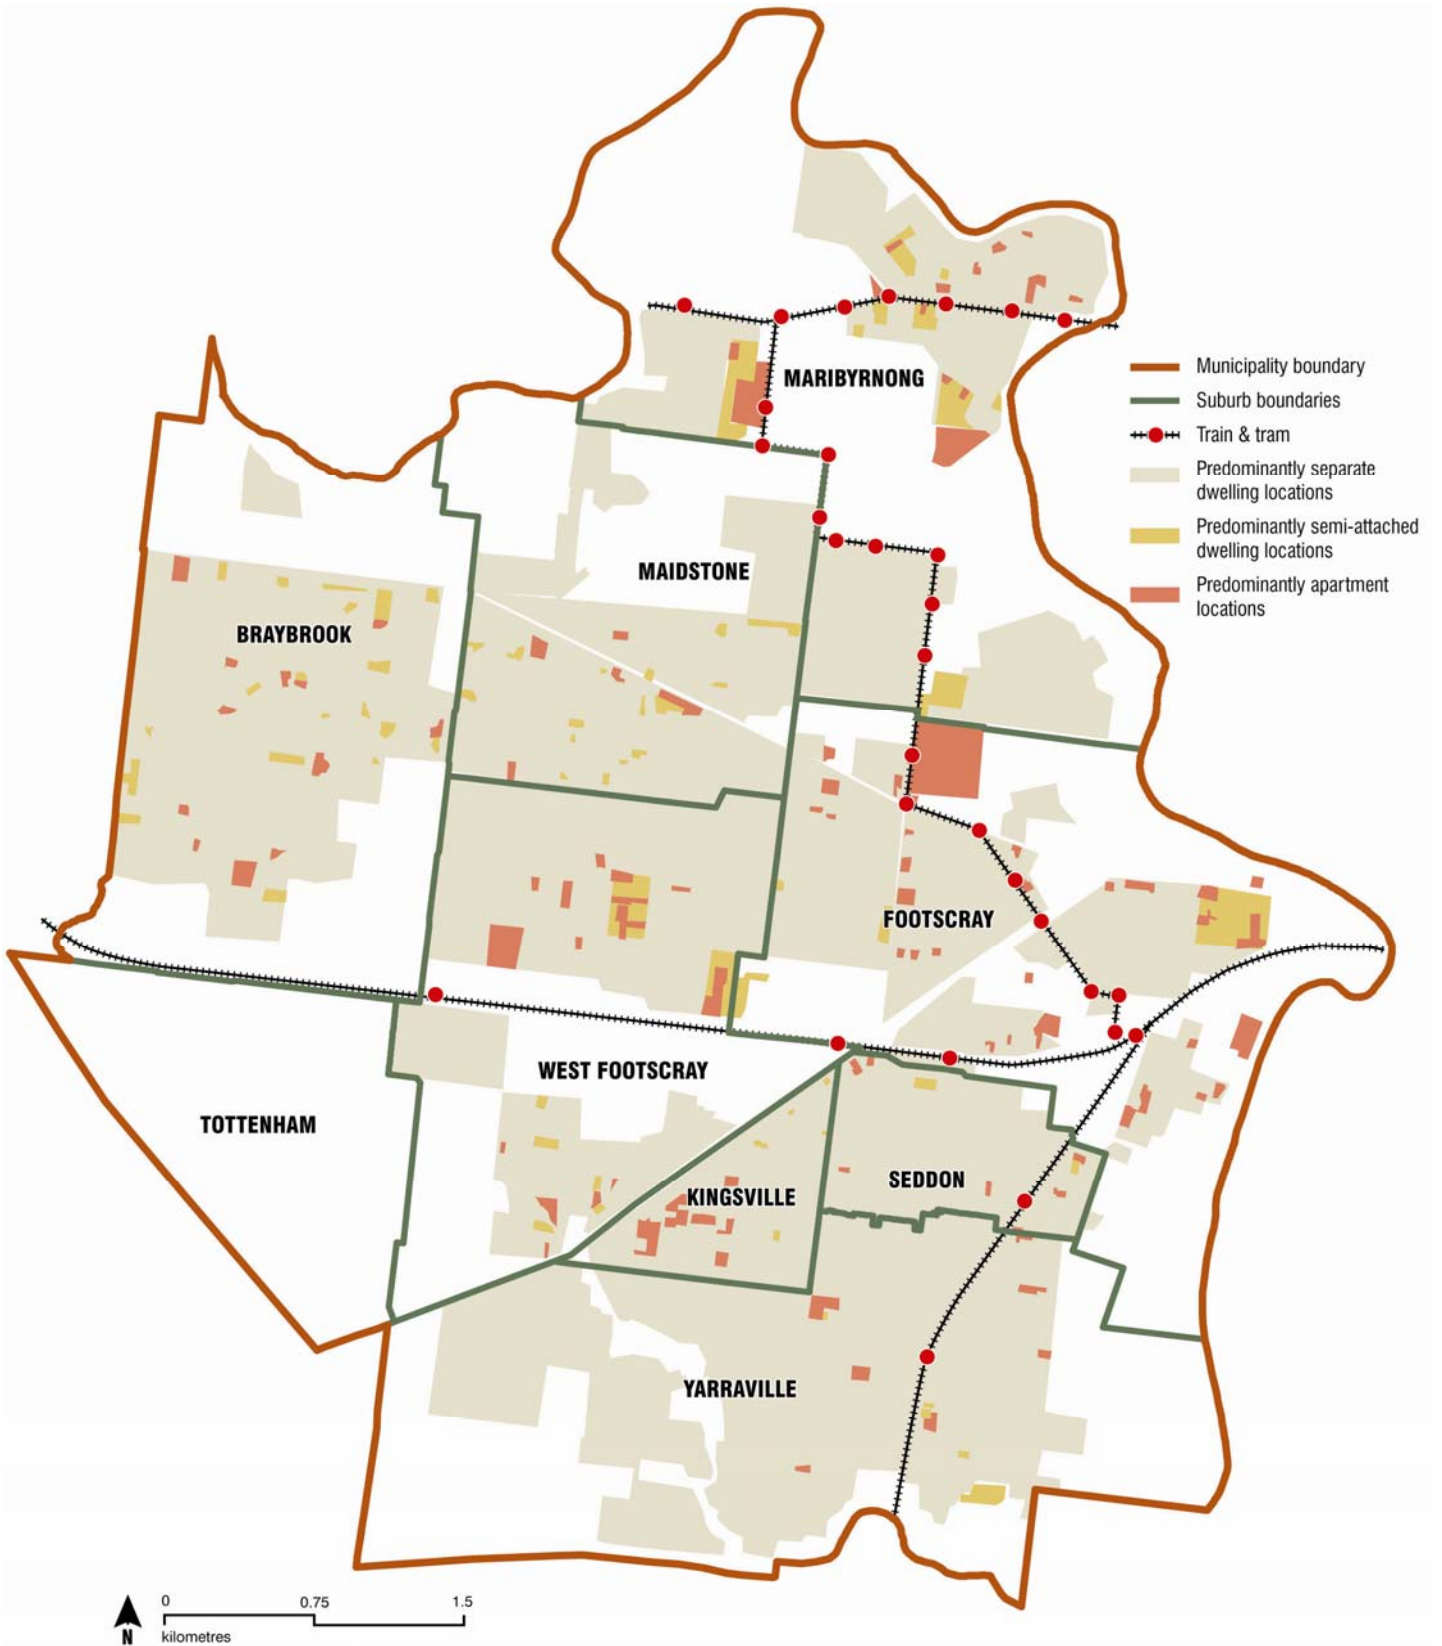 MARIBYRNONG
Municipality boundary
Suburb boundaries
Train & tram
Predominantly separate
dwelling locations
Predominantly semi-attached
dwelling locations
Predominantly apartment
locations
MAIDSTONE
BRAYBROOK
FOOTSCRAY
WEST FOOTSCRAY
TOTTENHAM
SEDDON
KINGSVILLE
YARRAVILLE
0 0.75 1.5
kilometres
N